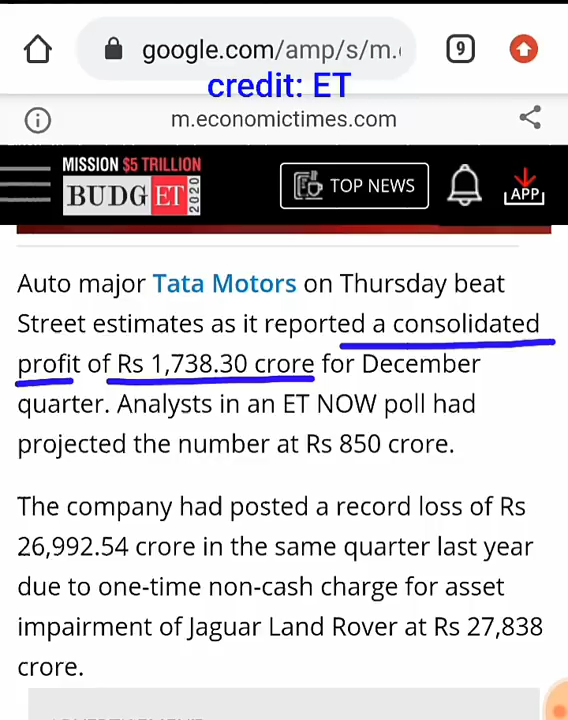 google.com/amp/s/m.
9
credit: ET
m.economictimes.com
MISSION $5 TRILLION
BUDGET 2020
TOP NEWS
APP
Auto major Tata Motors on Thursday beat
Street estimates as it reported a consolidated
profit of Rs 1,738.30 crore for December
quarter. Analysts in an ET NOW poll had
projected the number at Rs 850 crore.
The company had posted a record loss of Rs
26,992.54 crore in the same quarter last year
due to one-time non-cash charge for asset
impairment of Jaguar Land Rover at Rs 27,838
crore.